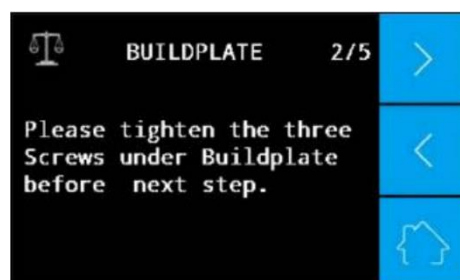 BUILDPLATE 2/5
Please tighten the three
Screws under Buildplate
before next step.